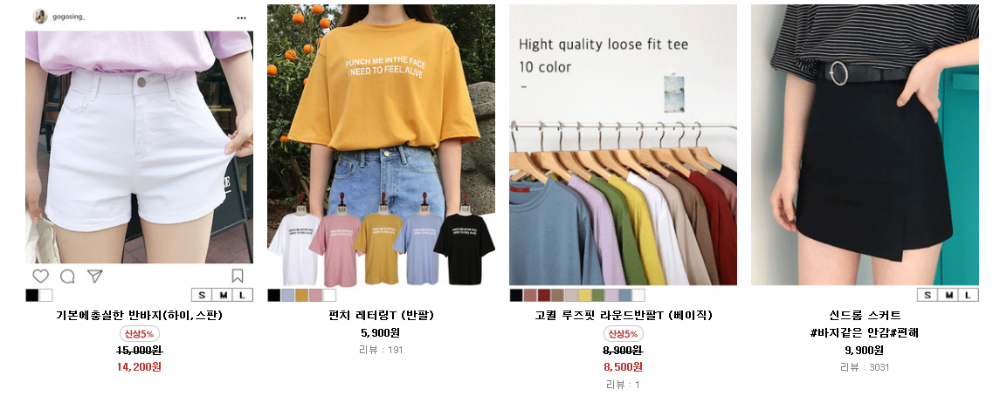 gogosing_
S M L
기본에충실한 반바지(하이,스판)
신상5%
15,000원
14,200원
PUNCH ME INTHE FACE
I NEED TO FEEL ALIVE
펀치 레터링T (반팔)
5,900원
리뷰 : 191
Hight quality loose fit tee
10 color
-
고퀄 루즈핏 라운드반팔T (베이직)
신상5%
8,900원
8,500원
리뷰 : 1
S M L
신드롬 스커트
#바지같은 안감#편해
9,900원
리뷰 : 3031